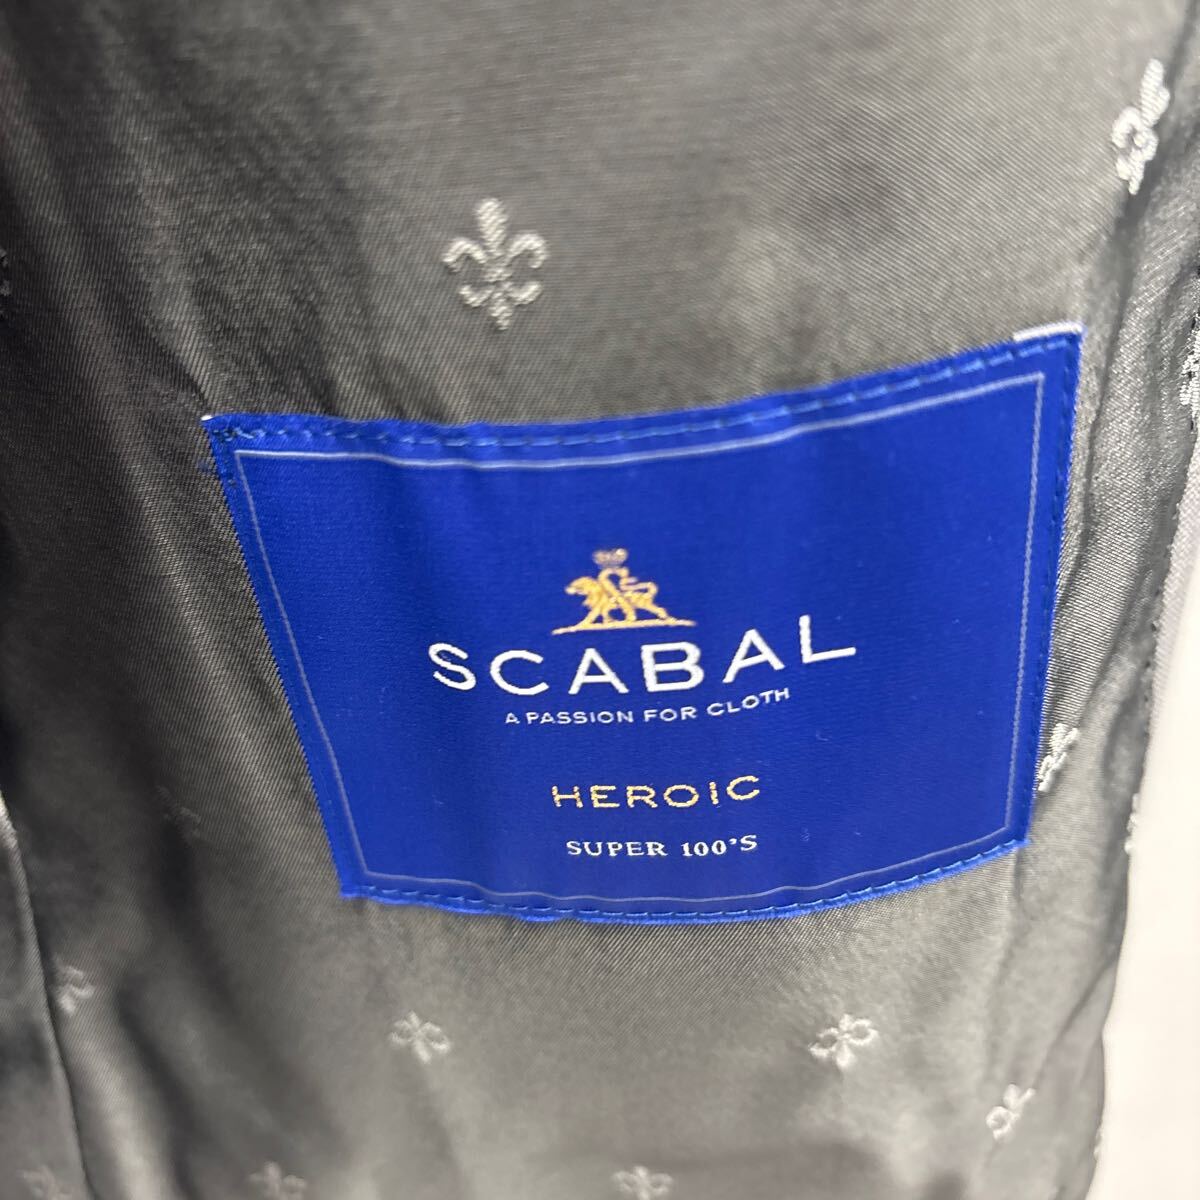 SCABAL
A PASSION FOR CLOTH
HEROIC
SUPER 100'S